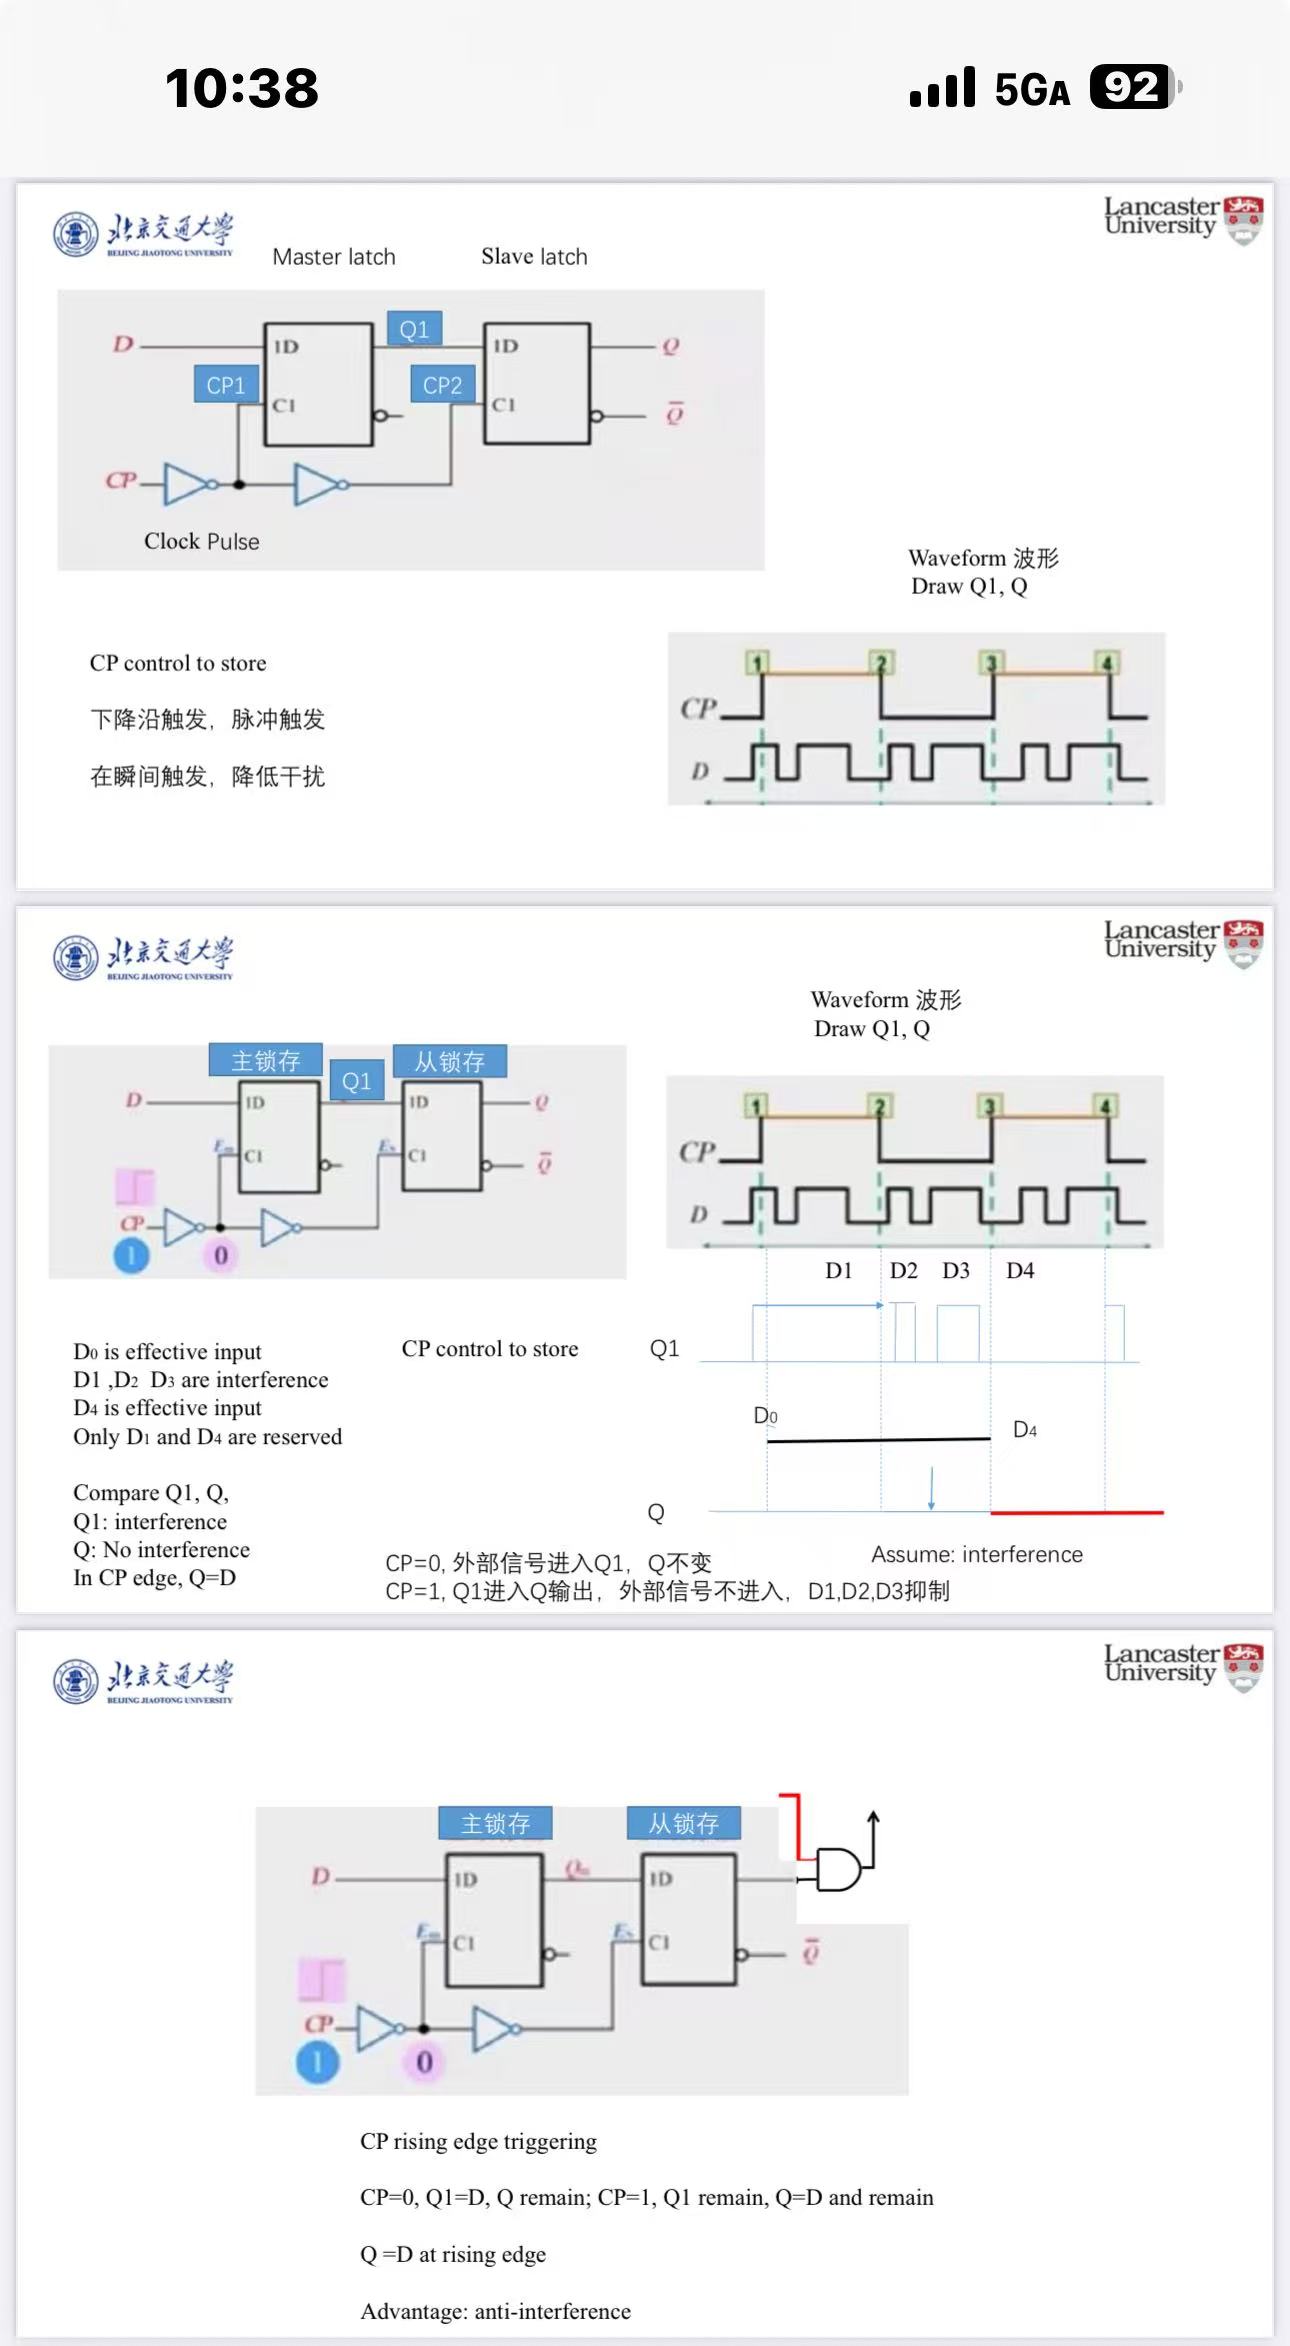 10:38
5GA 92
北京交通大学
BEIJING JIAOTONG UNIVERSITY
Lancaster
University
Master latch
Slave latch
D
1D
Q1
1D
Q
CP1
C1
CP2
C1
Q̅
CP
Clock Pulse
Waveform 波形
Draw Q1, Q
CP control to store
下降沿触发，脉冲触发
在瞬间触发，降低干扰
1 2 3 4
CP
D
北京交通大学
BEIJING JIAOTONG UNIVERSITY
Lancaster
University
Waveform 波形
Draw Q1, Q
主锁存
Q1
从锁存
D
1D
1D
Q
Em
C1
Es
C1
Q̅
CP
1
0
1 2 3 4
CP
D
D1 D2 D3 D4
Q1
D0
D4
Q
D0 is effective input
D1 ,D2 D3 are interference
D4 is effective input
Only D1 and D4 are reserved
CP control to store
Compare Q1, Q,
Q1: interference
Q: No interference
In CP edge, Q=D
Assume: interference
CP=0, 外部信号进入Q1，Q不变
CP=1, Q1进入Q输出，外部信号不进入，D1,D2,D3抑制
北京交通大学
BEIJING JIAOTONG UNIVERSITY
Lancaster
University
主锁存
从锁存
D
1D
Qm
1D
Em
C1
Es
C1
Q̅
CP
1
0
CP rising edge triggering
CP=0, Q1=D, Q remain; CP=1, Q1 remain, Q=D and remain
Q =D at rising edge
Advantage: anti-interference